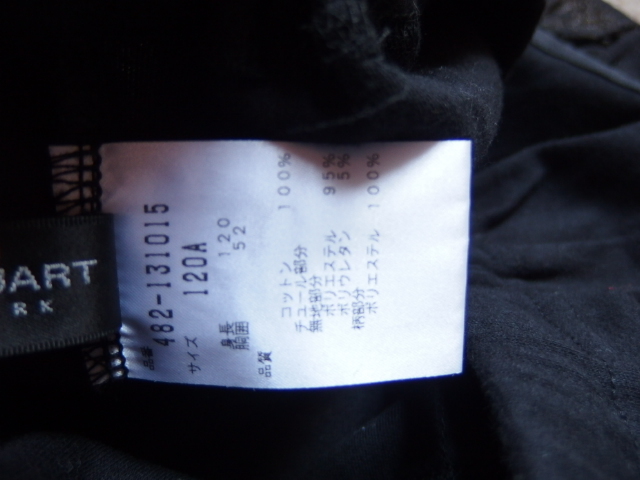 BART
RK
品番 482-131015
サイズ 120A
身長 120
胸囲 52
品質
コットン 100%
チュール部分
無地部分
ポリエステル 95%
ポリウレタン 5%
柄部分
ポリエステル 100%